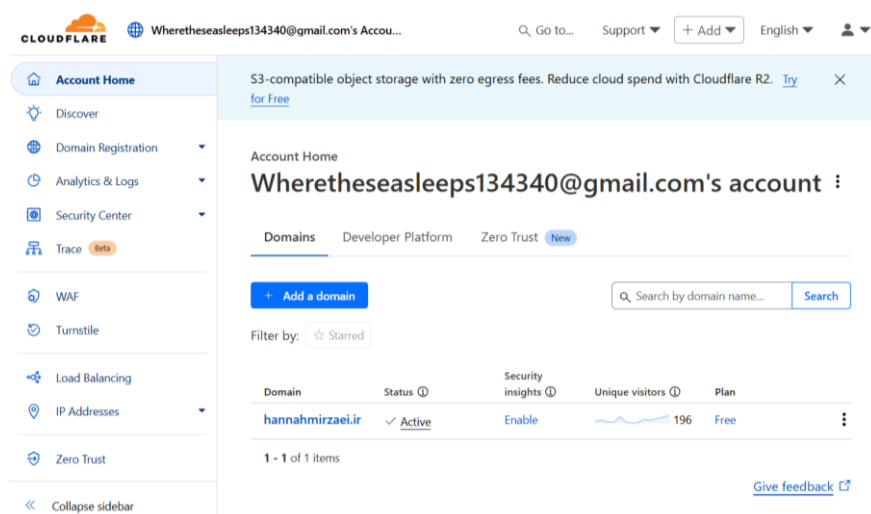 CLOUDFLARE
Wheretheseasleeps134340@gmail.com's Accou...
Go to...
Support
+ Add
English
Account Home
Discover
Domain Registration
Analytics & Logs
Security Center
Trace Beta
WAF
Turnstile
Load Balancing
IP Addresses
Zero Trust
Collapse sidebar
S3-compatible object storage with zero egress fees. Reduce cloud spend with Cloudflare R2. Try
for Free
Account Home
Wheretheseasleeps134340@gmail.com's account
Domains Developer Platform Zero Trust New
+ Add a domain
Search by domain name... Search
Filter by: Starred
Domain Status Security insights Unique visitors Plan
hannahmirzaei.ir Active Enable 196 Free
1 - 1 of 1 items
Give feedback